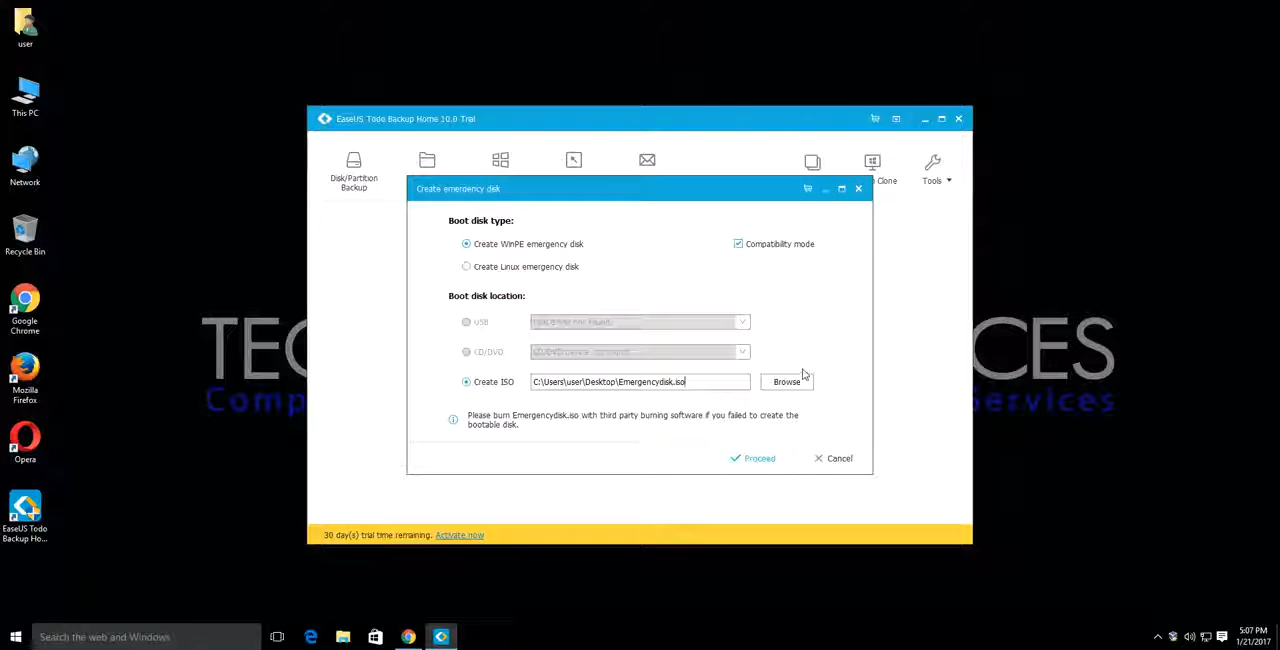 user
This PC
Network
Recycle Bin
Google
Chrome
Mozilla
Firefox
Opera
EaseUS Todo
Backup Ho...
EaseUS Todo Backup Home 10.0 Trial
Disk/Partition
Backup
Clone
Tools
Create emergency disk
Boot disk type:
Create WinPE emergency disk
Compatibility mode
Create Linux emergency disk
Boot disk location:
USB
CD/DVD
Create ISO
C:\Users\user\Desktop\Emergencydisk.iso
Browse
Please burn Emergencydisk.iso with third party burning software if you failed to create the
bootable disk.
Proceed
Cancel
30 day(s) trial time remaining. Activate now
Search the web and Windows
5:07 PM
1/21/2017